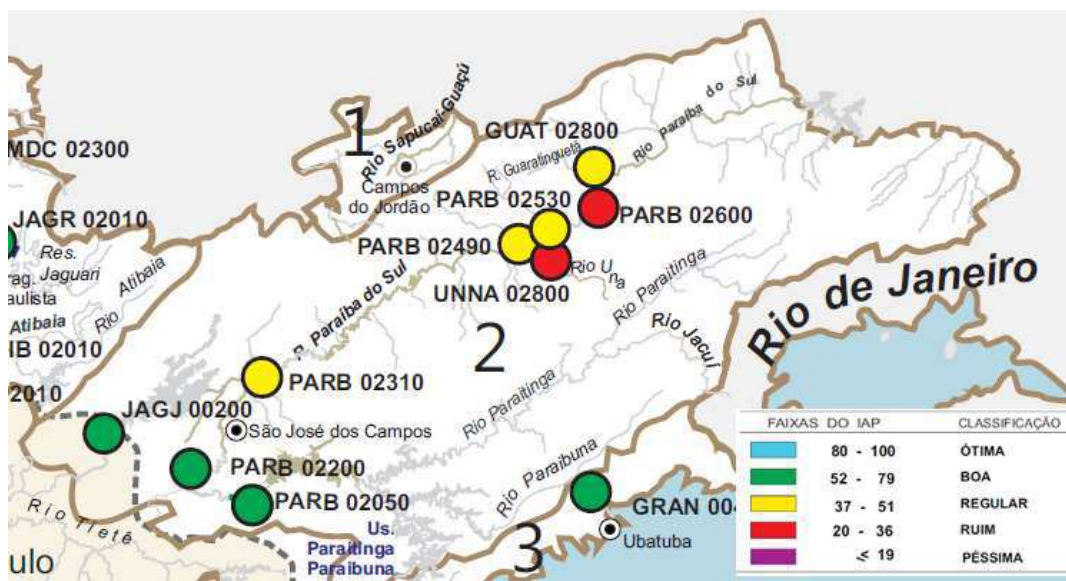 1
Rio Sapucaí-Guaçú
Campos
do Jordão
GUAT 02800
R. Guaratinguetá
Rio Paraíba do Sul
MDC 02300
PARB 02530
PARB 02600
JAGR 02010
Res.
Jaguari
Rio Atibaia
PARB 02490
Rio Una
UNNA 02800
rag.
aulista
Atibaia
IB 02010
2010
R. Paraíba do Sul
2
Rio Paraitinga
Rio Jacuí
Rio de Janeiro
PARB 02310
JAGJ 00200
São José dos Campos
Rio Paraitinga
PARB 02200
PARB 02050
Rio Paraibuna
GRAN 004
Rio Tietê
Us.
Paraitinga
Paraibuna
3
Ubatuba
ulo
FAIXAS DO IAP CLASSIFICAÇÃO
80 - 100 ÓTIMA
52 - 79 BOA
37 - 51 REGULAR
20 - 36 RUIM
≤ 19 PÉSSIMA